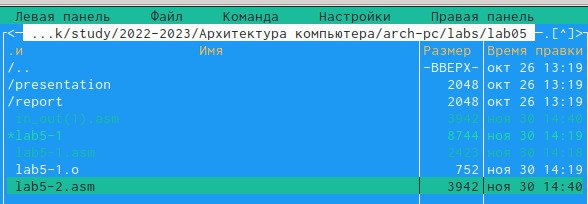 Левая панель Файл Команда Настройки Правая панель
<─ ...k/study/2022-2023/Архитектура компьютера/arch-pc/labs/lab05 ─.[^]>
.и Имя Размер Время правки
/.. -ВВЕРХ- окт 26 13:19
/presentation 2048 окт 26 13:19
/report 2048 окт 26 13:19
in_out(1).asm 3942 ноя 30 14:40
*lab5-1 8744 ноя 30 14:19
lab5-1.asm 2423 ноя 30 14:18
lab5-1.o 752 ноя 30 14:19
lab5-2.asm 3942 ноя 30 14:40